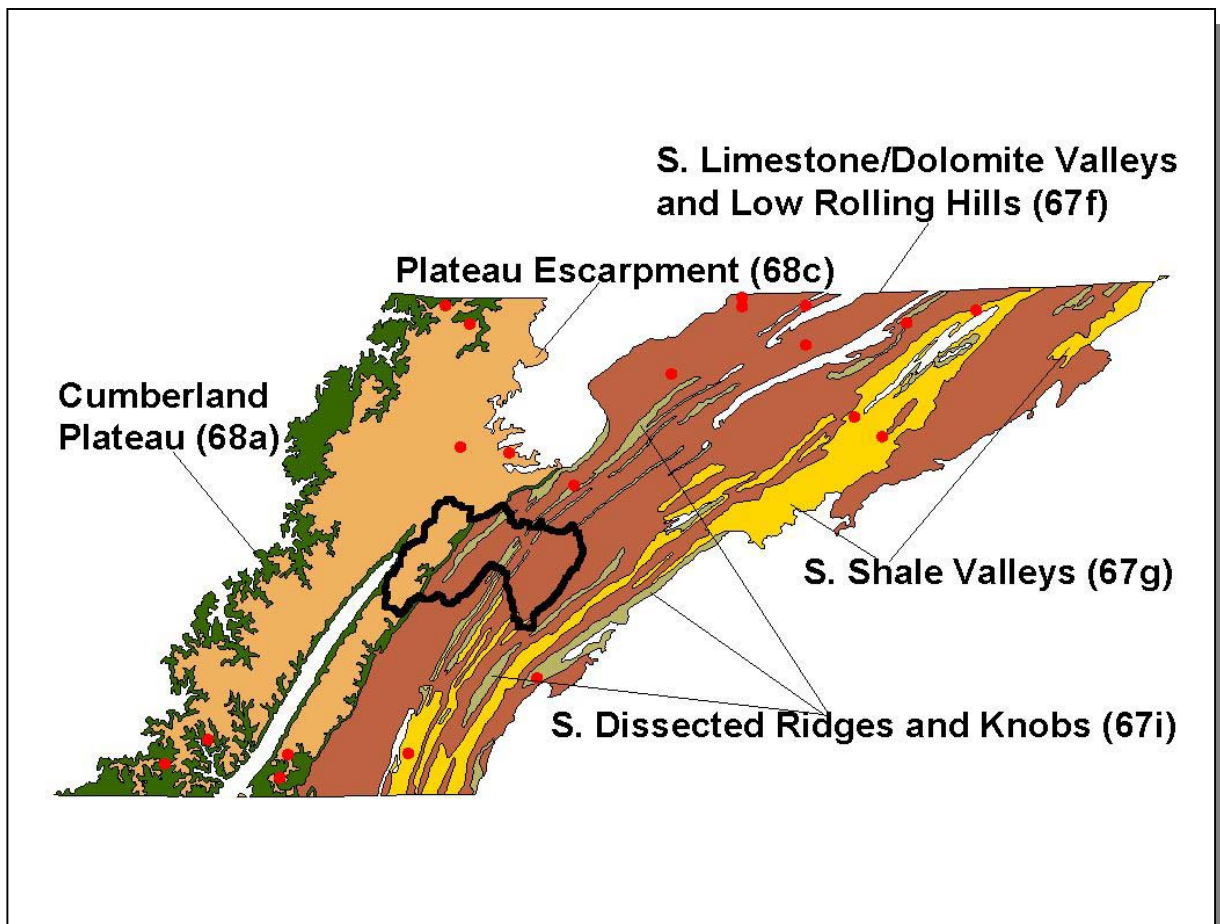 S. Limestone/Dolomite Valleys
and Low Rolling Hills (67f)
Plateau Escarpment (68c)
Cumberland
Plateau (68a)
S. Shale Valleys (67g)
S. Dissected Ridges and Knobs (67i)